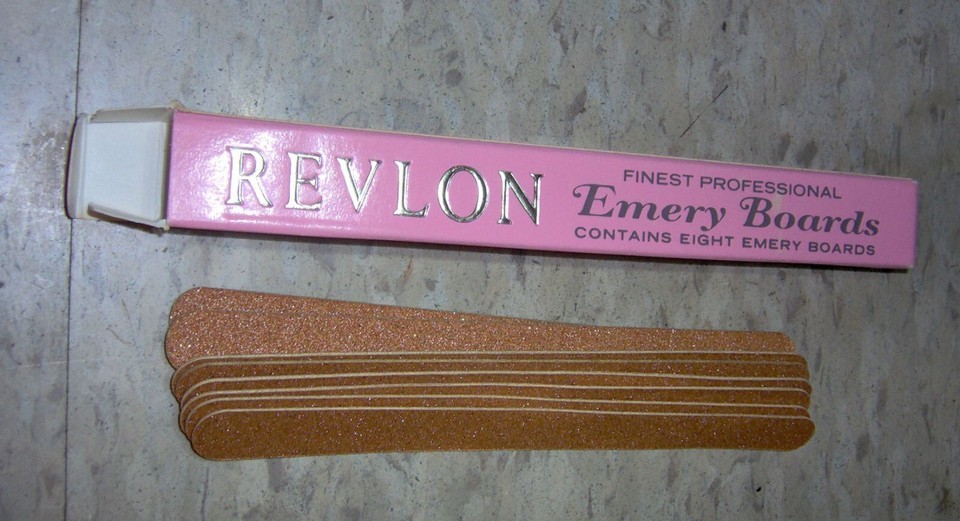 REVLON
FINEST PROFESSIONAL
Emery Boards
CONTAINS EIGHT EMERY BOARDS